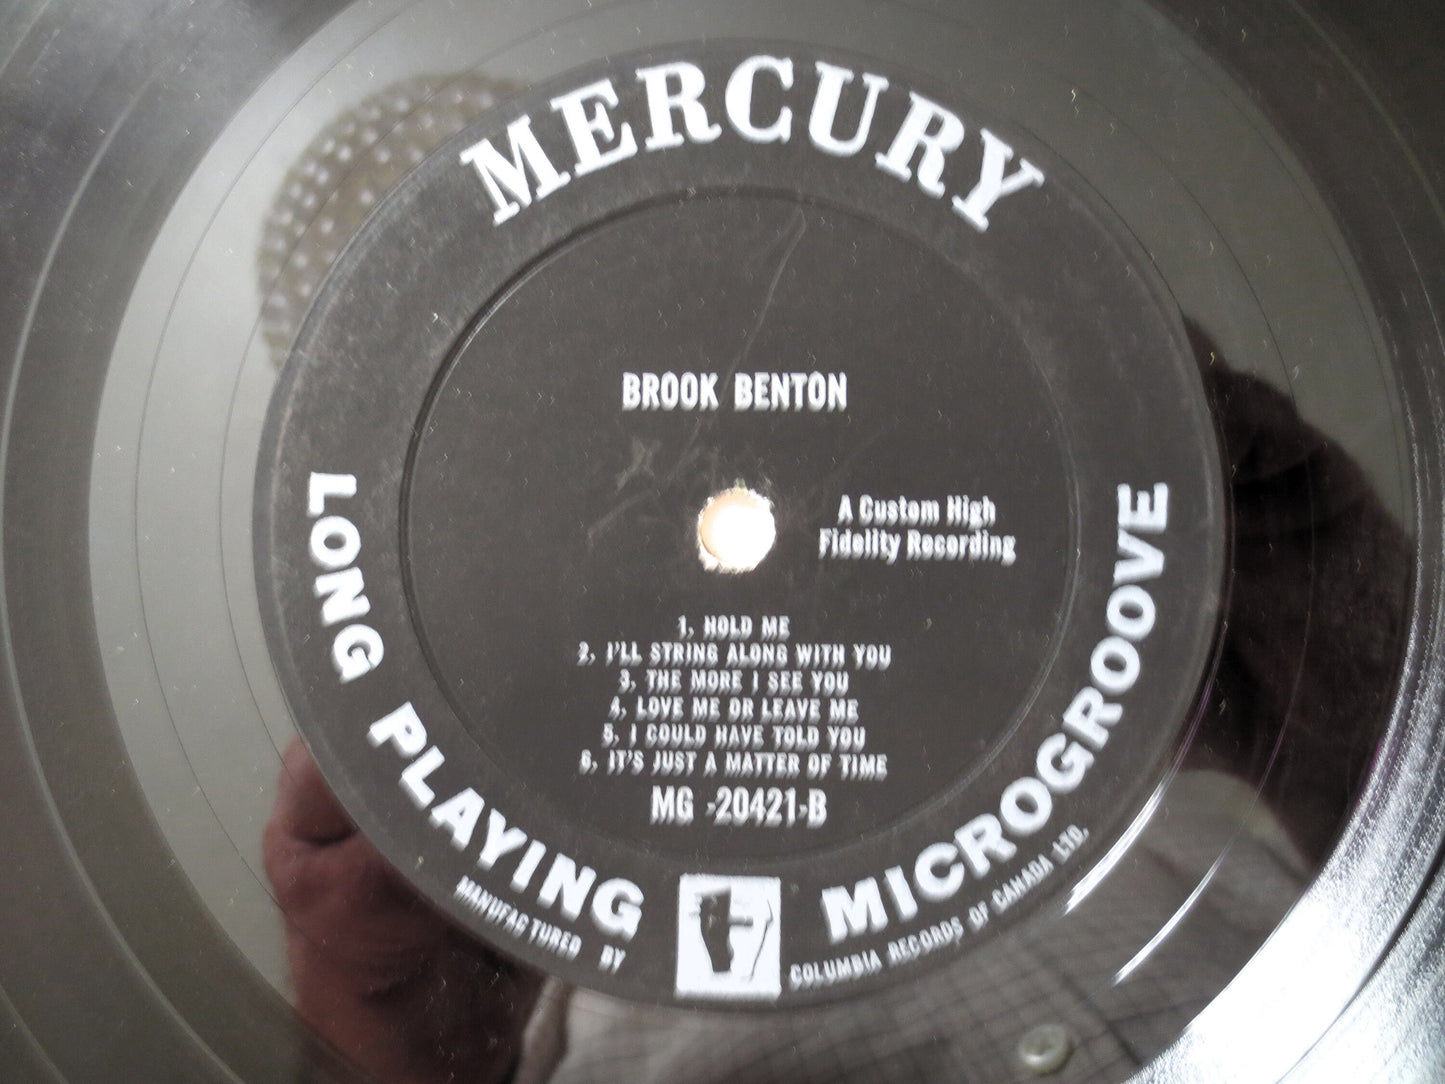 MERCURY
BROOK BENTON
A Custom High
Fidelity Recording
1, HOLD ME
2, I'LL STRING ALONG WITH YOU
3, THE MORE I SEE YOU
4, LOVE ME OR LEAVE ME
5, I COULD HAVE TOLD YOU
6, IT'S JUST A MATTER OF TIME
MG -20421-B
LONG PLAYING MICROGROOVE
MANUFACTURED BY COLUMBIA RECORDS OF CANADA LTD.